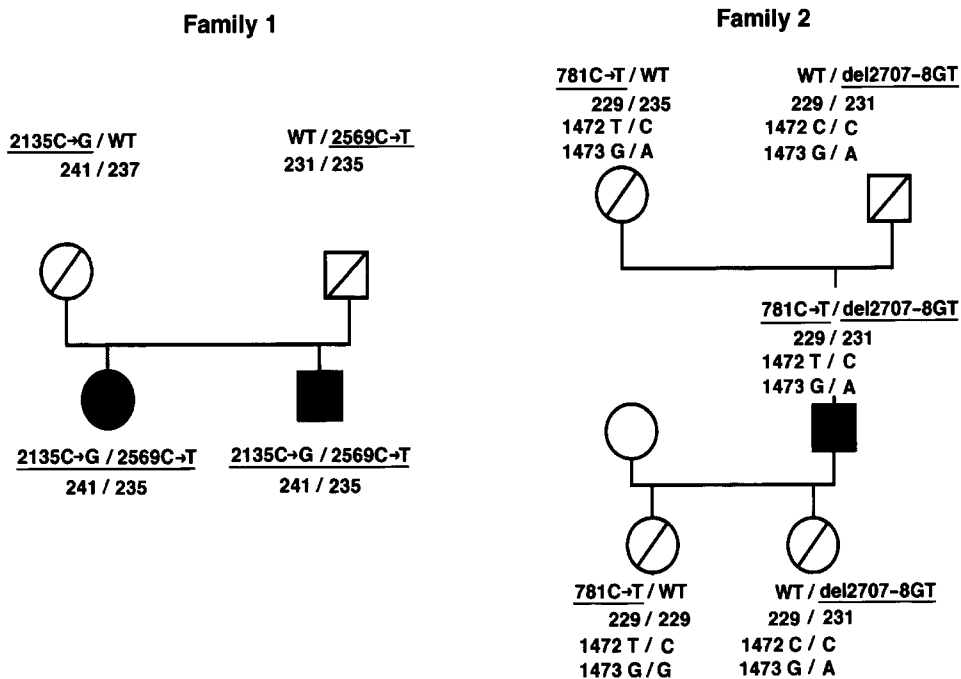 Family 1
2135C→G / WT
241 / 237
WT / 2569C→T
231 / 235
2135C→G / 2569C→T
241 / 235
2135C→G / 2569C→T
241 / 235
Family 2
781C→T / WT
229 / 235
1472 T / C
1473 G / A
WT / del2707-8GT
229 / 231
1472 C / C
1473 G / A
781C→T / del2707-8GT
229 / 231
1472 T / C
1473 G / A
781C→T / WT
229 / 229
1472 T / C
1473 G / G
WT / del2707-8GT
229 / 231
1472 C / C
1473 G / A